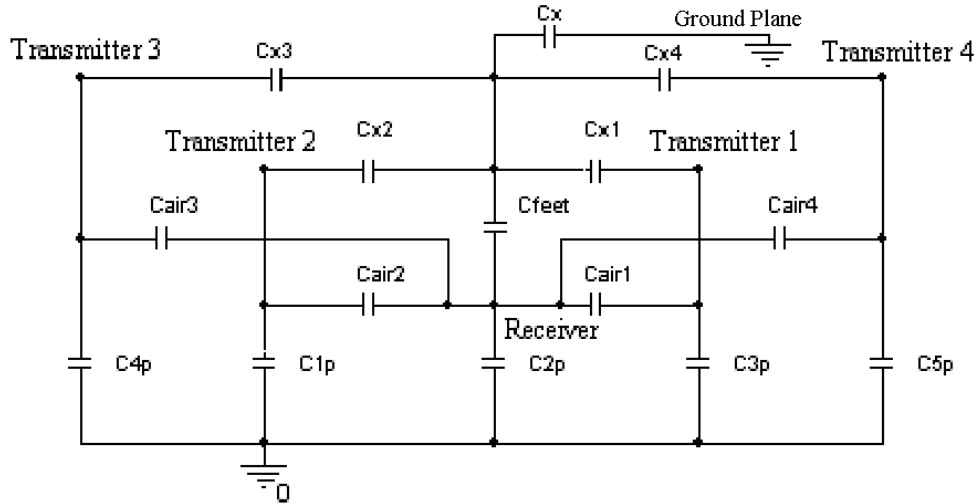 Cx
Ground Plane
Transmitter 3
Cx3
Cx4
Transmitter 4
Transmitter 2
Cx2
Cx1
Transmitter 1
Cair3
Cfeet
Cair4
Cair2
Cair1
Receiver
C4p
C1p
C2p
C3p
C5p
0